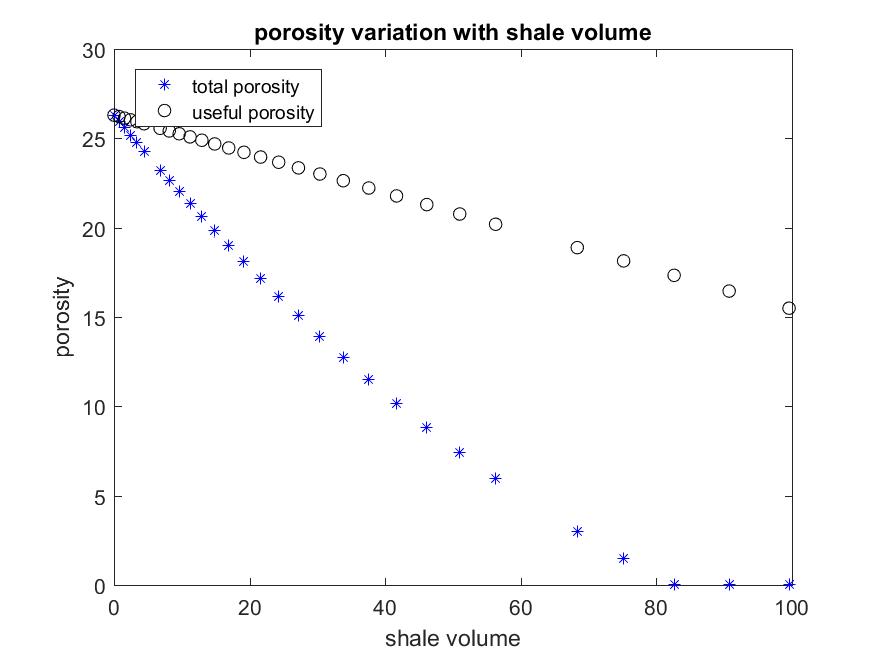 porosity variation with shale volume
30
total porosity
useful porosity
25
20
15
10
5
0
porosity
0 20 40 60 80 100
shale volume